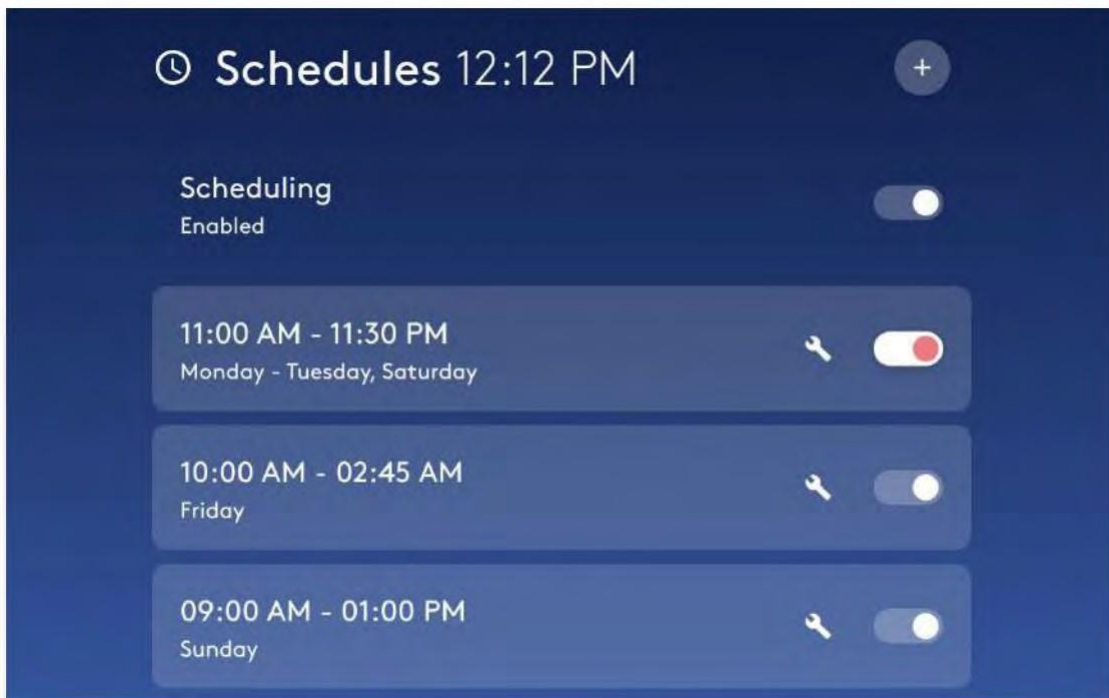 Schedules 12:12 PM
+
Scheduling
Enabled
11:00 AM - 11:30 PM
Monday - Tuesday, Saturday
10:00 AM - 02:45 AM
Friday
09:00 AM - 01:00 PM
Sunday